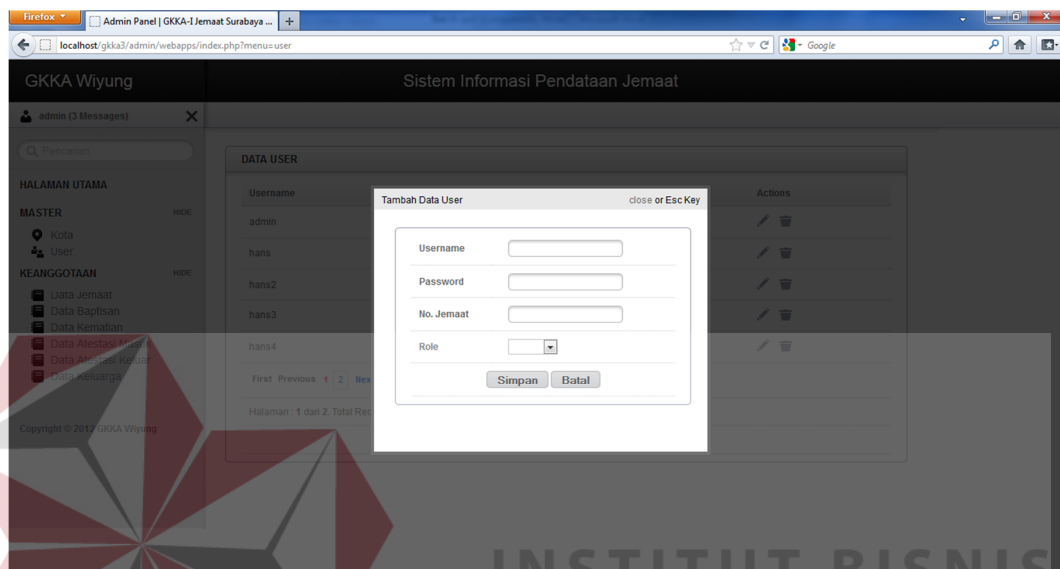 Firefox
Admin Panel | GKKA-I Jemaat Surabaya ...
+
localhost/gkka3/admin/webapps/index.php?menu=user
Google
GKKA Wiyung
Sistem Informasi Pendataan Jemaat
admin (3 Messages)
Pencarian
HALAMAN UTAMA
MASTER HIDE
Kota
User
KEANGGOTAAN HIDE
Data Jemaat
Data Baptisan
Data Kematian
Data Atestasi Masuk
Data Atestasi Keluar
Data Keluarga
Copyright © 2012 GKKA Wiyung
DATA USER
Username Actions
admin
hans
hans2
hans3
hans4
First Previous 1 2 Nex
Halaman : 1 dari 2. Total Rec
Tambah Data User close or Esc Key
Username
Password
No. Jemaat
Role
Simpan Batal
INSTITUT BISNIS